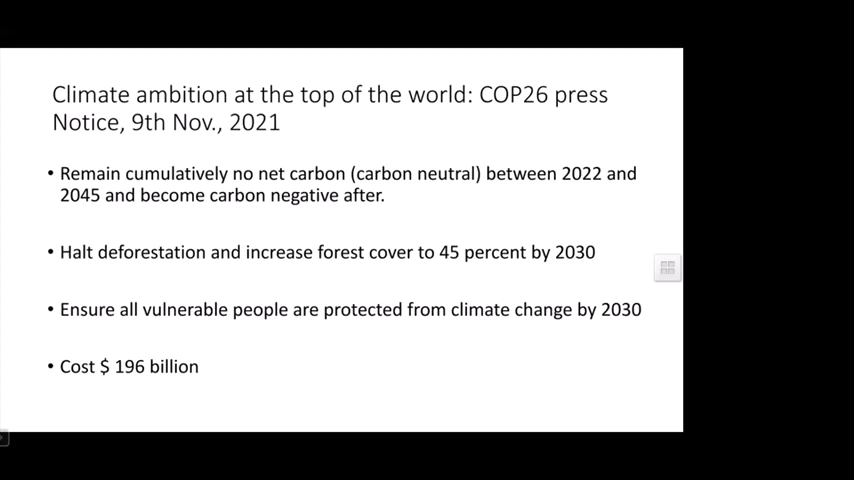 Climate ambition at the top of the world: COP26 press
Notice, 9th Nov., 2021
• Remain cumulatively no net carbon (carbon neutral) between 2022 and
2045 and become carbon negative after.
• Halt deforestation and increase forest cover to 45 percent by 2030
• Ensure all vulnerable people are protected from climate change by 2030
• Cost $ 196 billion